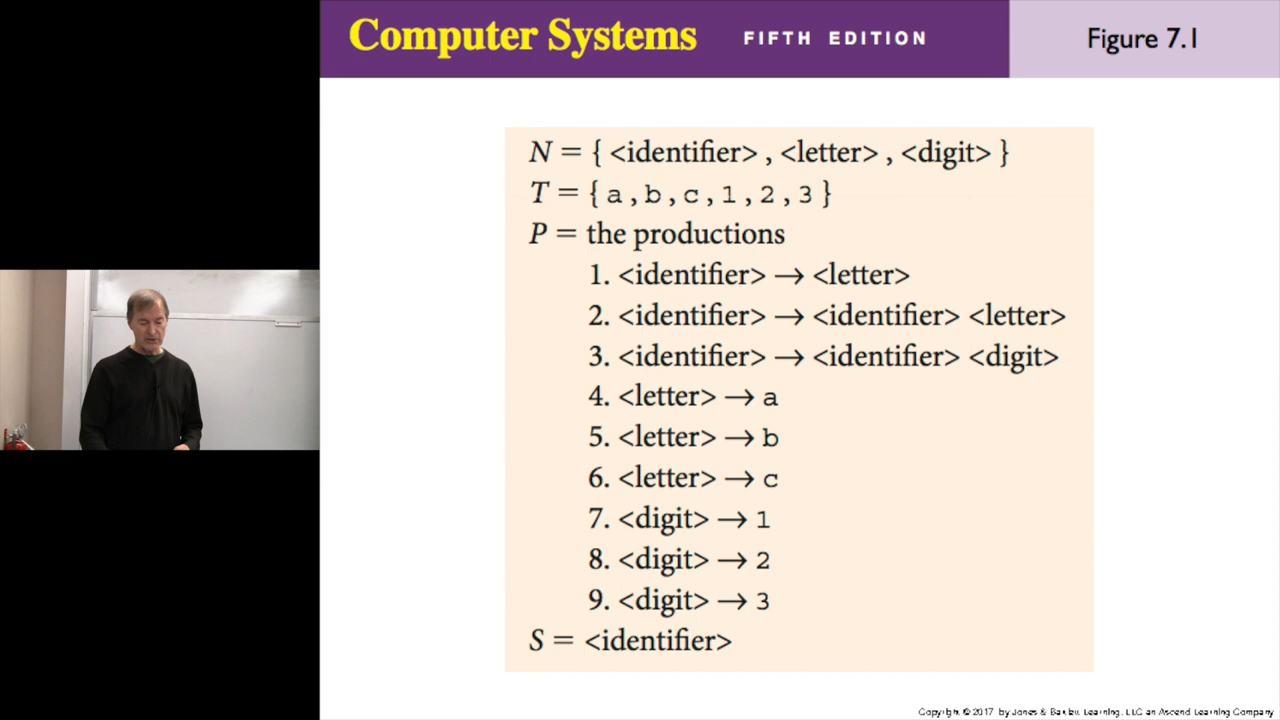 Computer Systems FIFTH EDITION Figure 7.1
N = { <identifier> , <letter> , <digit> }
T = { a , b , c , 1 , 2 , 3 }
P = the productions
1. <identifier> → <letter>
2. <identifier> → <identifier> <letter>
3. <identifier> → <identifier> <digit>
4. <letter> → a
5. <letter> → b
6. <letter> → c
7. <digit> → 1
8. <digit> → 2
9. <digit> → 3
S = <identifier>
Copyright © 2017 by Jones & Bartlett Learning, LLC an Ascend Learning Company